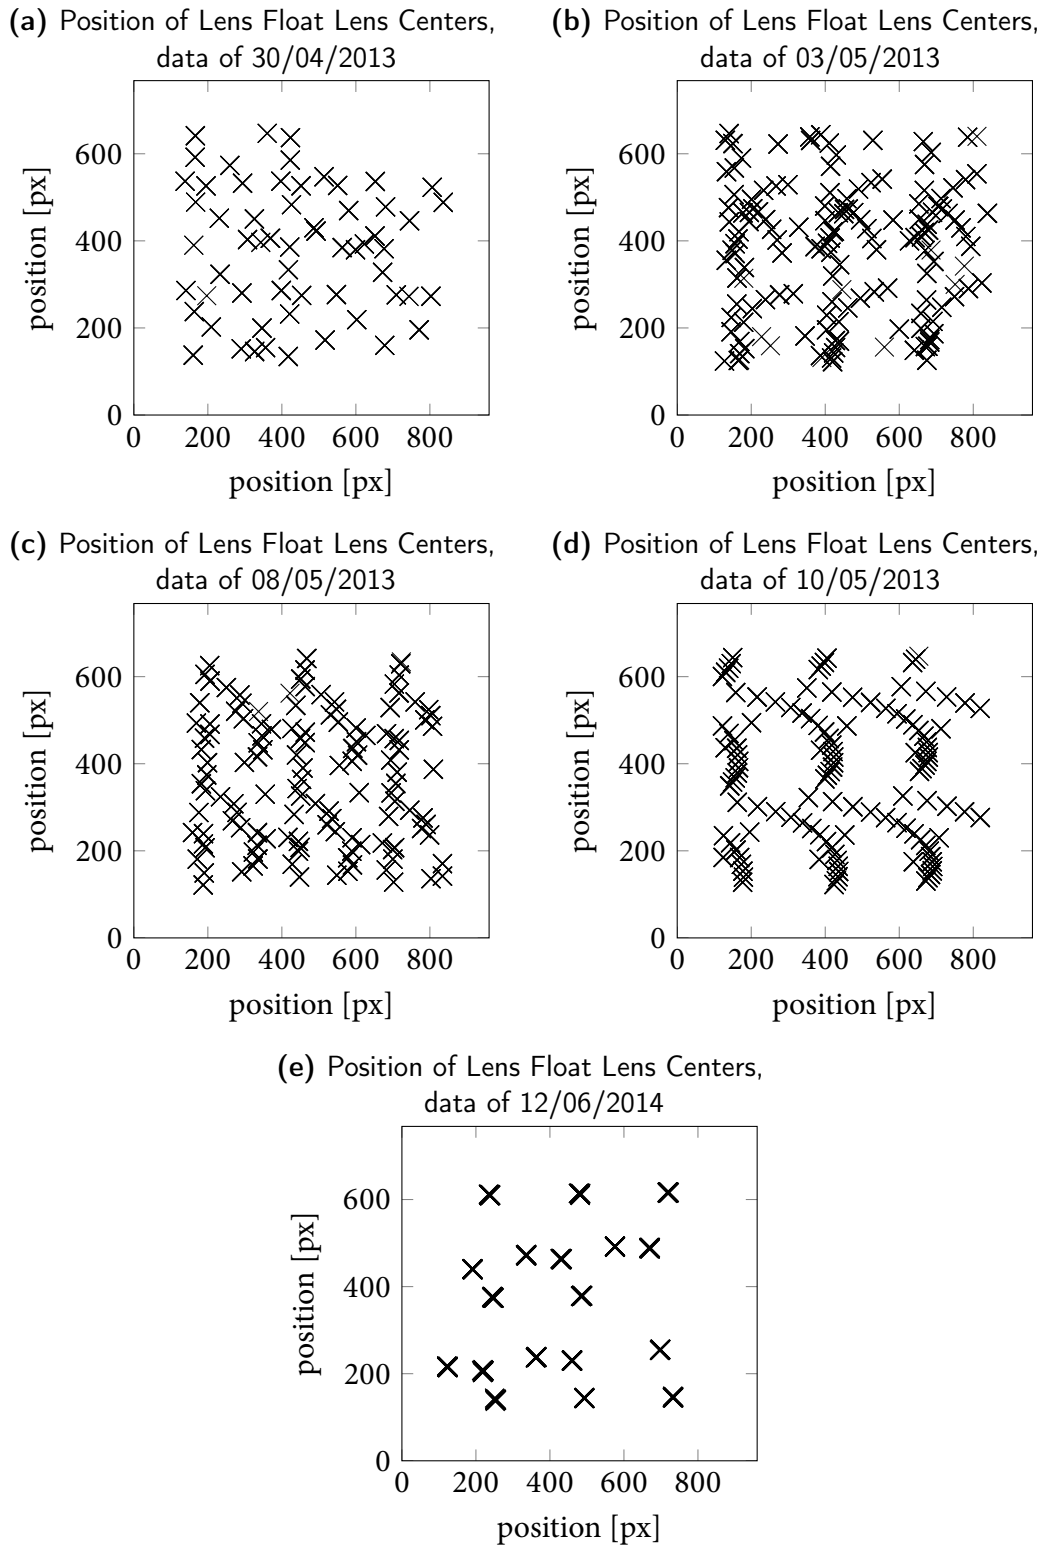 (a) Position of Lens Float Lens Centers,
data of 30/04/2013
600
400
200
0
0 200 400 600 800
position [px]
position [px]
(b) Position of Lens Float Lens Centers,
data of 03/05/2013
600
400
200
0
0 200 400 600 800
position [px]
position [px]
(c) Position of Lens Float Lens Centers,
data of 08/05/2013
600
400
200
0
0 200 400 600 800
position [px]
position [px]
(d) Position of Lens Float Lens Centers,
data of 10/05/2013
600
400
200
0
0 200 400 600 800
position [px]
position [px]
(e) Position of Lens Float Lens Centers,
data of 12/06/2014
600
400
200
0
0 200 400 600 800
position [px]
position [px]